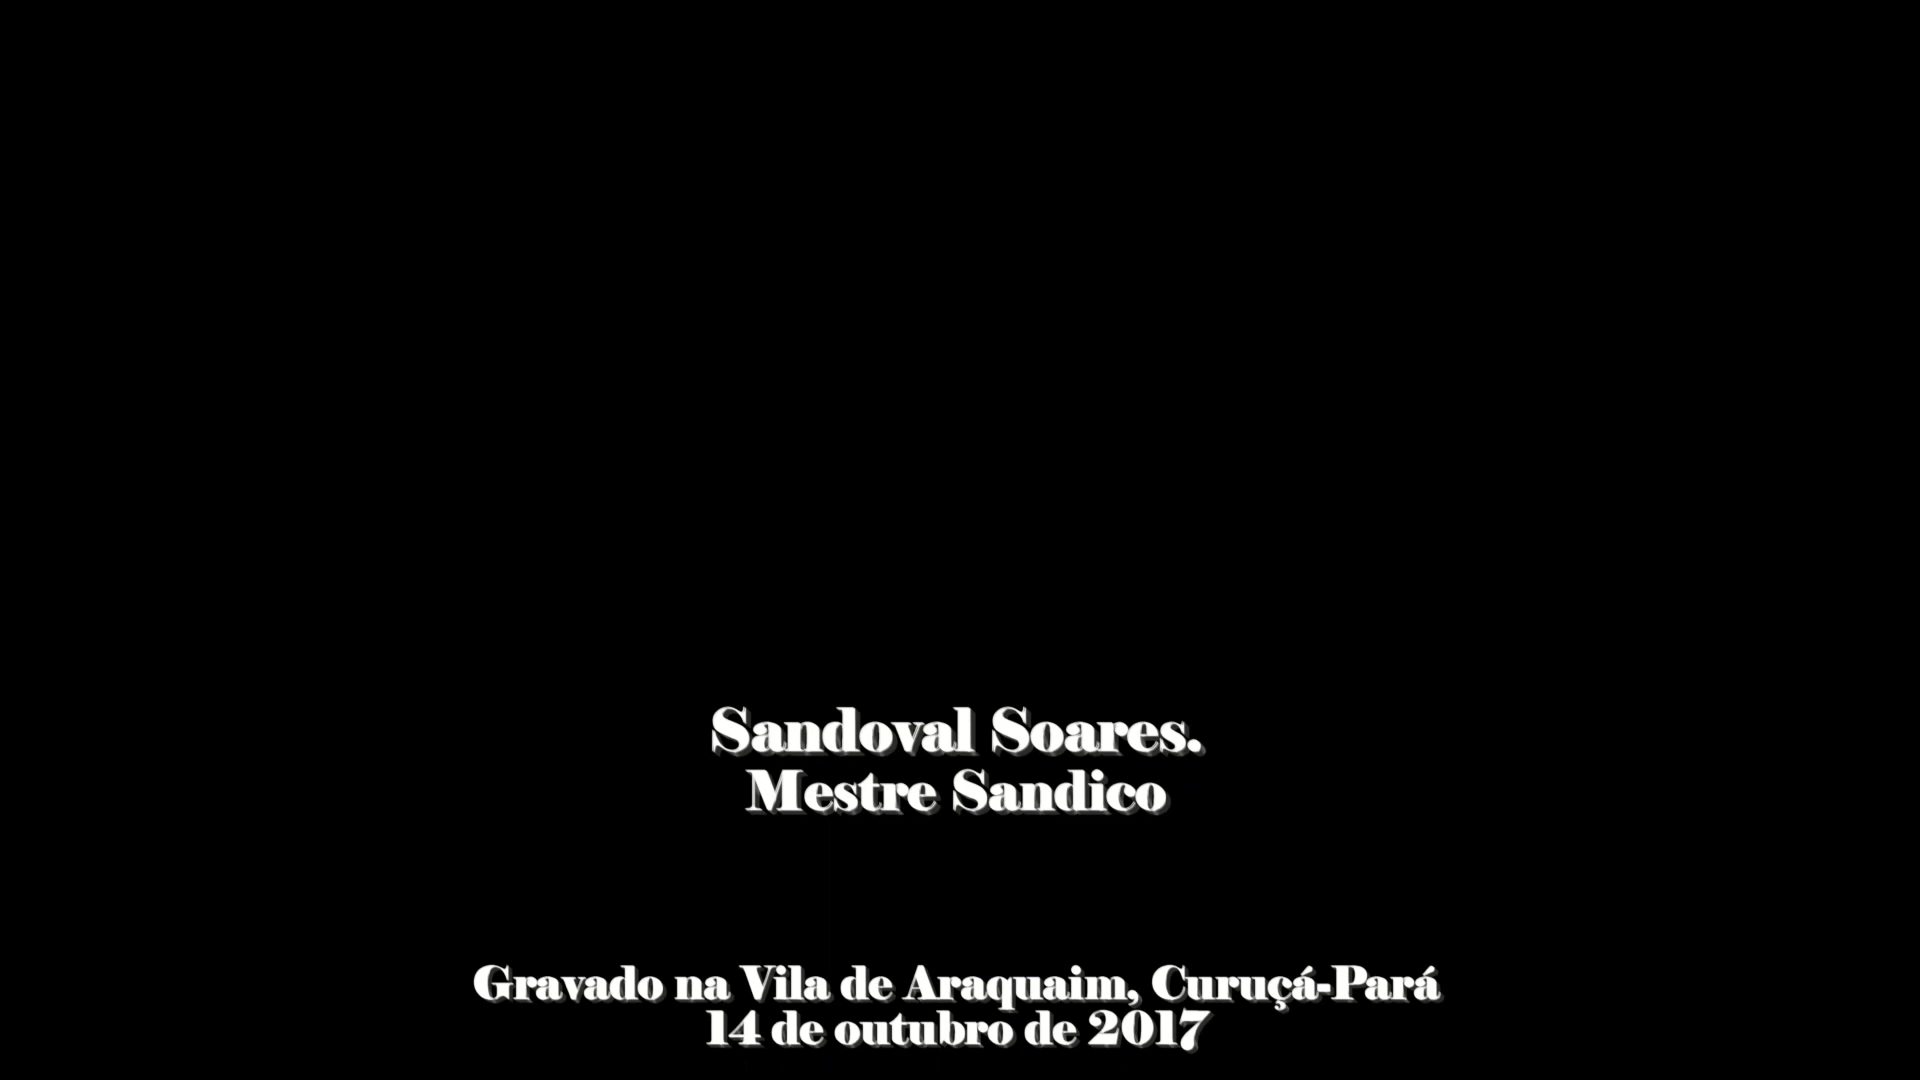 Sandoval Soares.
Mestre Sandico
Gravado na Vila de Araquaim, Curuçá-Pará
14 de outubro de 2017